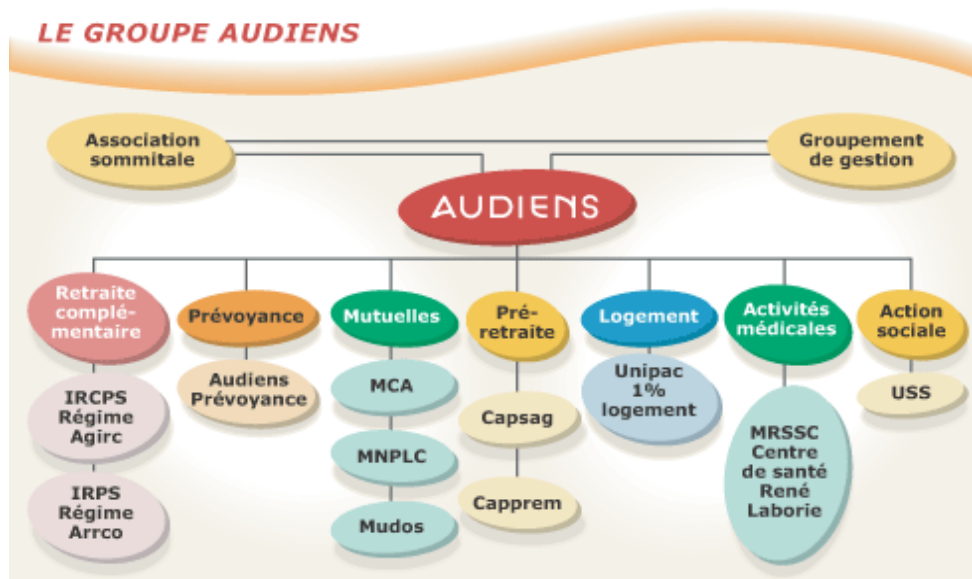 LE GROUPE AUDIENS
Association
sommitale
Groupement
de gestion
AUDIENS
Retraite
complé-
mentaire
Prévoyance
Mutuelles
Pré-
retraite
Logement
Activités
médicales
Action
sociale
IRCPS
Régime
Agirc
IRPS
Régime
Arrco
Audiens
Prévoyance
MCA
MNPLC
Mudos
Capsag
Capprem
Unipac
1%
logement
MRSSC
Centre
de santé
René
Laborie
USS